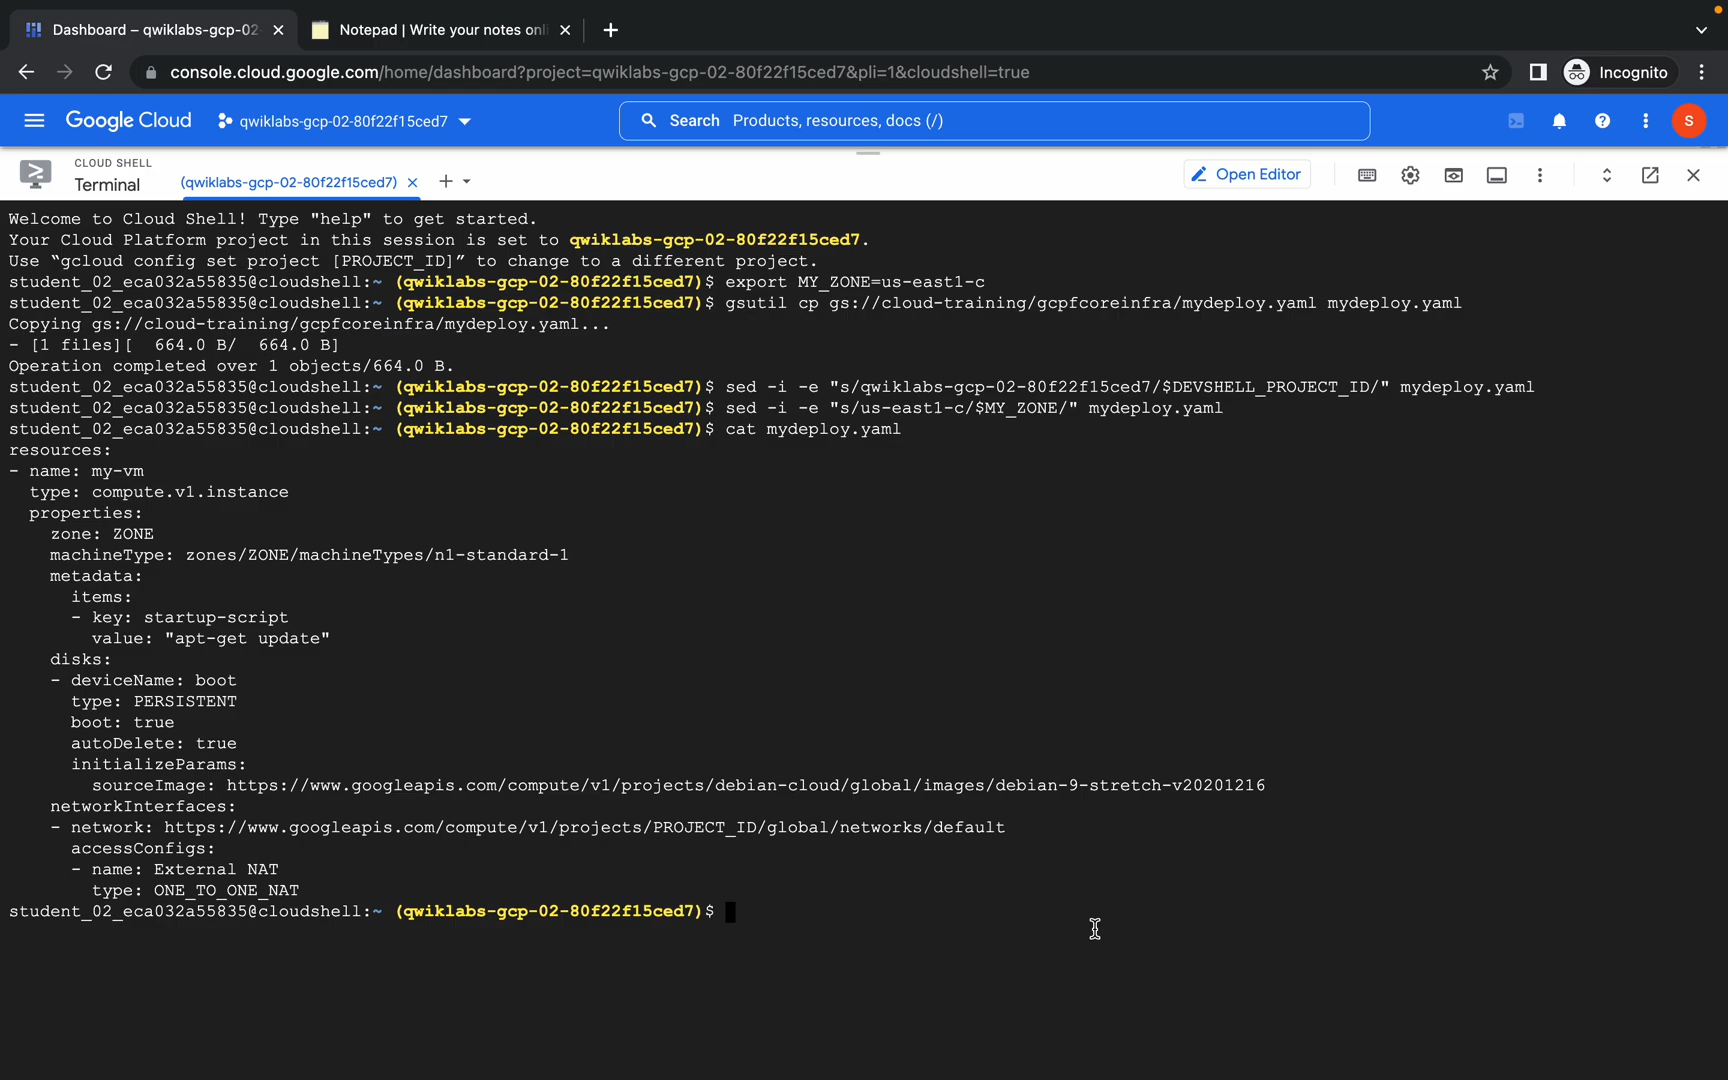 Dashboard – qwiklabs-gcp-02-
Notepad | Write your notes onli
console.cloud.google.com/home/dashboard?project=qwiklabs-gcp-02-80f22f15ced7&pli=1&cloudshell=true
Incognito
Google Cloud
qwiklabs-gcp-02-80f22f15ced7
Search Products, resources, docs (/)
S
CLOUD SHELL
Terminal
(qwiklabs-gcp-02-80f22f15ced7)
Open Editor
Welcome to Cloud Shell! Type "help" to get started.
Your Cloud Platform project in this session is set to qwiklabs-gcp-02-80f22f15ced7.
Use “gcloud config set project [PROJECT_ID]” to change to a different project.
student_02_eca032a55835@cloudshell:~ (qwiklabs-gcp-02-80f22f15ced7)$ export MY_ZONE=us-east1-c
student_02_eca032a55835@cloudshell:~ (qwiklabs-gcp-02-80f22f15ced7)$ gsutil cp gs://cloud-training/gcpfcoreinfra/mydeploy.yaml mydeploy.yaml
Copying gs://cloud-training/gcpfcoreinfra/mydeploy.yaml...
- [1 files][  664.0 B/  664.0 B]
Operation completed over 1 objects/664.0 B.
student_02_eca032a55835@cloudshell:~ (qwiklabs-gcp-02-80f22f15ced7)$ sed -i -e "s/qwiklabs-gcp-02-80f22f15ced7/$DEVSHELL_PROJECT_ID/" mydeploy.yaml
student_02_eca032a55835@cloudshell:~ (qwiklabs-gcp-02-80f22f15ced7)$ sed -i -e "s/us-east1-c/$MY_ZONE/" mydeploy.yaml
student_02_eca032a55835@cloudshell:~ (qwiklabs-gcp-02-80f22f15ced7)$ cat mydeploy.yaml
resources:
- name: my-vm
  type: compute.v1.instance
  properties:
    zone: ZONE
    machineType: zones/ZONE/machineTypes/n1-standard-1
    metadata:
      items:
      - key: startup-script
        value: "apt-get update"
    disks:
    - deviceName: boot
      type: PERSISTENT
      boot: true
      autoDelete: true
      initializeParams:
        sourceImage: https://www.googleapis.com/compute/v1/projects/debian-cloud/global/images/debian-9-stretch-v20201216
    networkInterfaces:
    - network: https://www.googleapis.com/compute/v1/projects/PROJECT_ID/global/networks/default
      accessConfigs:
      - name: External NAT
        type: ONE_TO_ONE_NAT
student_02_eca032a55835@cloudshell:~ (qwiklabs-gcp-02-80f22f15ced7)$